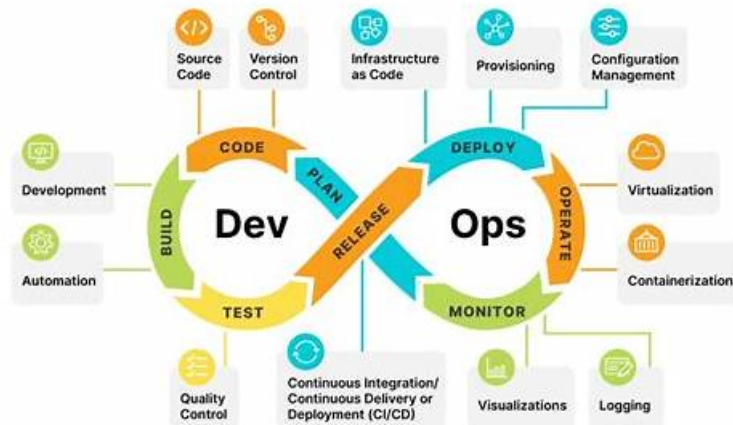 Source
Code
Version
Control
Infrastructure
as Code
Provisioning
Configuration
Management
CODE
PLAN
DEPLOY
Development
BUILD
Dev
RELEASE
Ops
OPERATE
Virtualization
Automation
Containerization
TEST
MONITOR
Quality
Control
Continuous Integration/
Continuous Delivery or
Deployment (CI/CD)
Visualizations
Logging